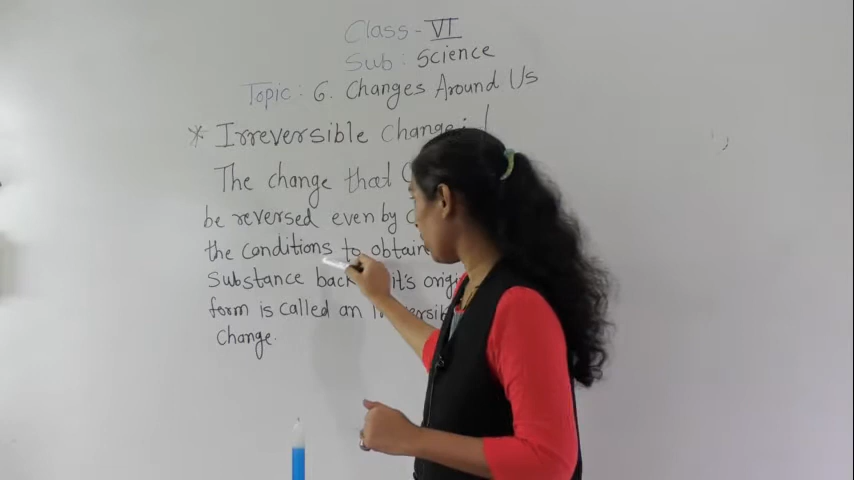 Class - VI
Sub : Science
Topic : 6. Changes Around Us
* Irreversible change
The change that
be reversed even by
the conditions to obtain
Substance back it's
form is called an
change.